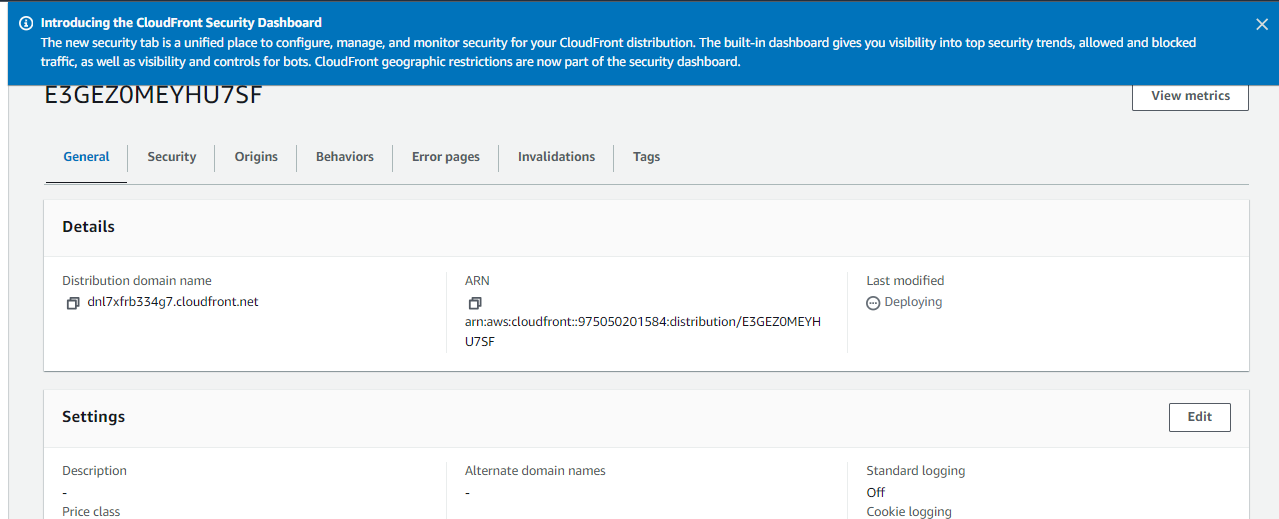 Introducing the CloudFront Security Dashboard
The new security tab is a unified place to configure, manage, and monitor security for your CloudFront distribution. The built-in dashboard gives you visibility into top security trends, allowed and blocked
traffic, as well as visibility and controls for bots. CloudFront geographic restrictions are now part of the security dashboard.
E3GEZ0MEYHU7SF
View metrics
General Security Origins Behaviors Error pages Invalidations Tags
Details
Distribution domain name
dnl7xfrb334g7.cloudfront.net
ARN
arn:aws:cloudfront::975050201584:distribution/E3GEZ0MEYH
U7SF
Last modified
Deploying
Settings
Edit
Description
-
Price class
Alternate domain names
-
Standard logging
Off
Cookie logging